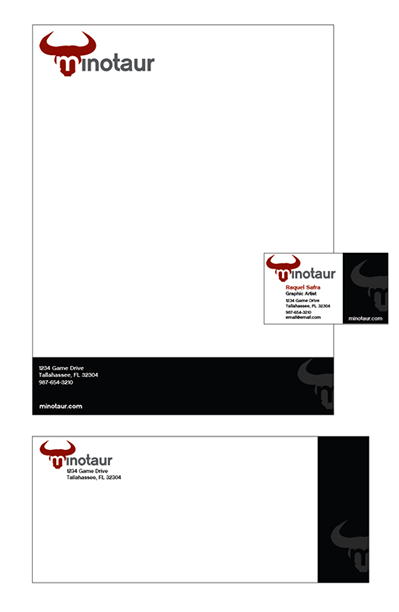 minotaur
minotaur
Raquel Safra
Graphic Artist
1234 Game Drive
Tallahassee, FL 32304
987-654-3210
email@email.com
minotaur.com
1234 Game Drive
Tallahassee, FL 32304
987-654-3210
minotaur.com
minotaur
1234 Game Drive
Tallahassee, FL 32304